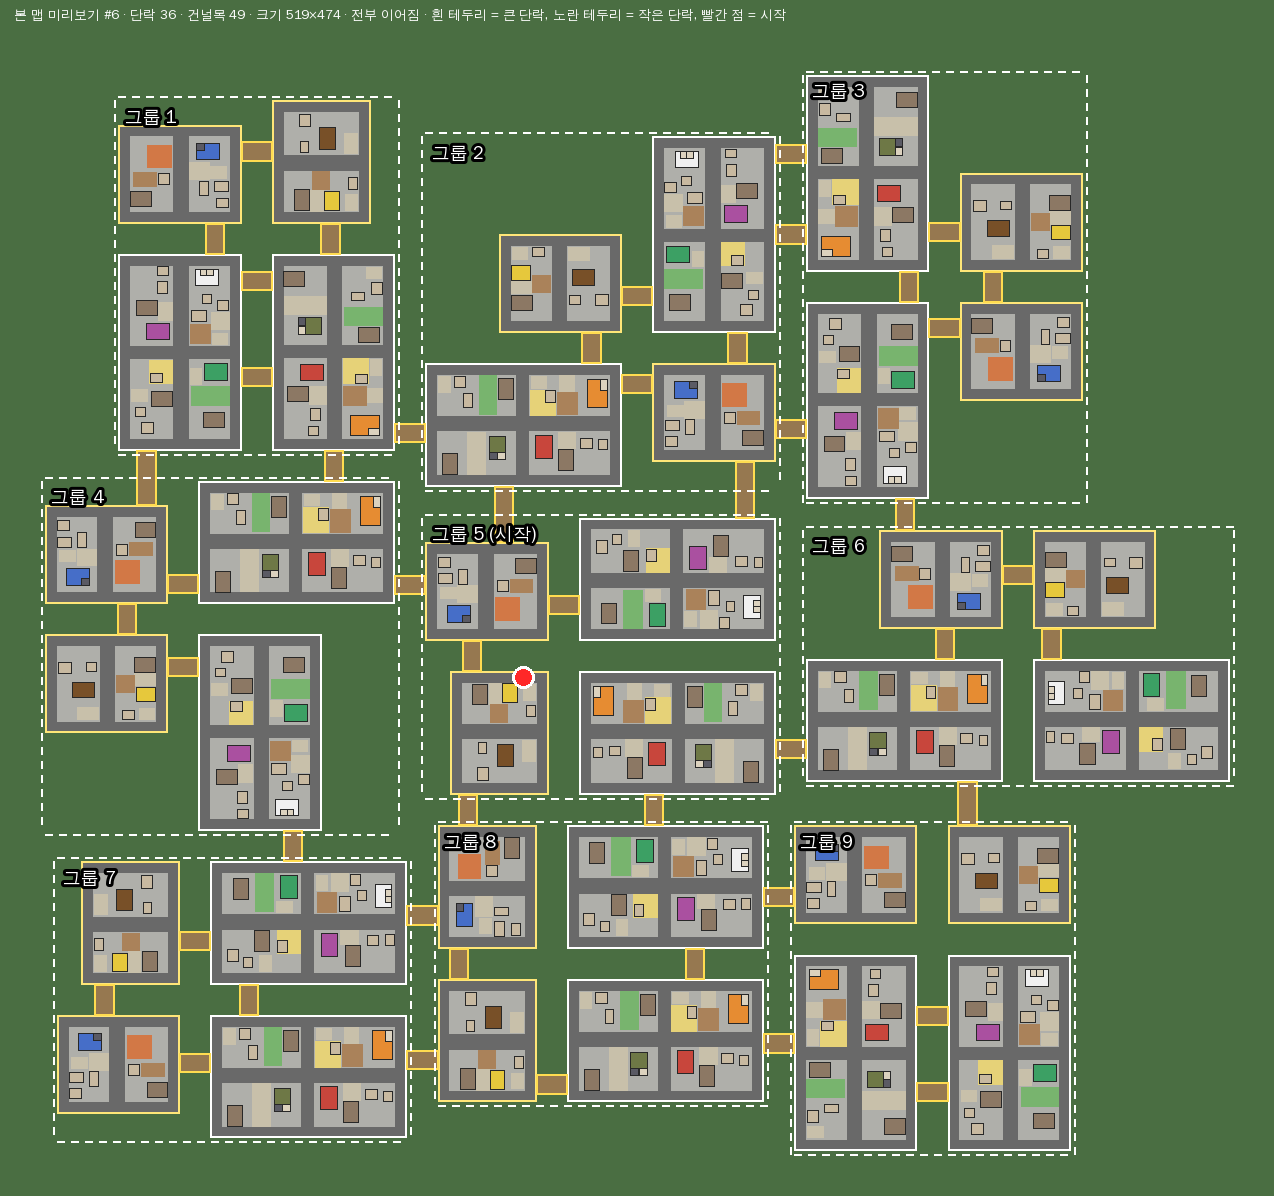 본 맵 미리보기 #6 · 단락 36 · 건널목 49 · 크기 519×474 · 전부 이어짐 · 흰 테두리 = 큰 단락, 노란 테두리 = 작은 단락, 빨간 점 = 시작
그룹 1
그룹 2
그룹 3
그룹 4
그룹 5 (시작)
그룹 6
그룹 7
그룹 8
그룹 9